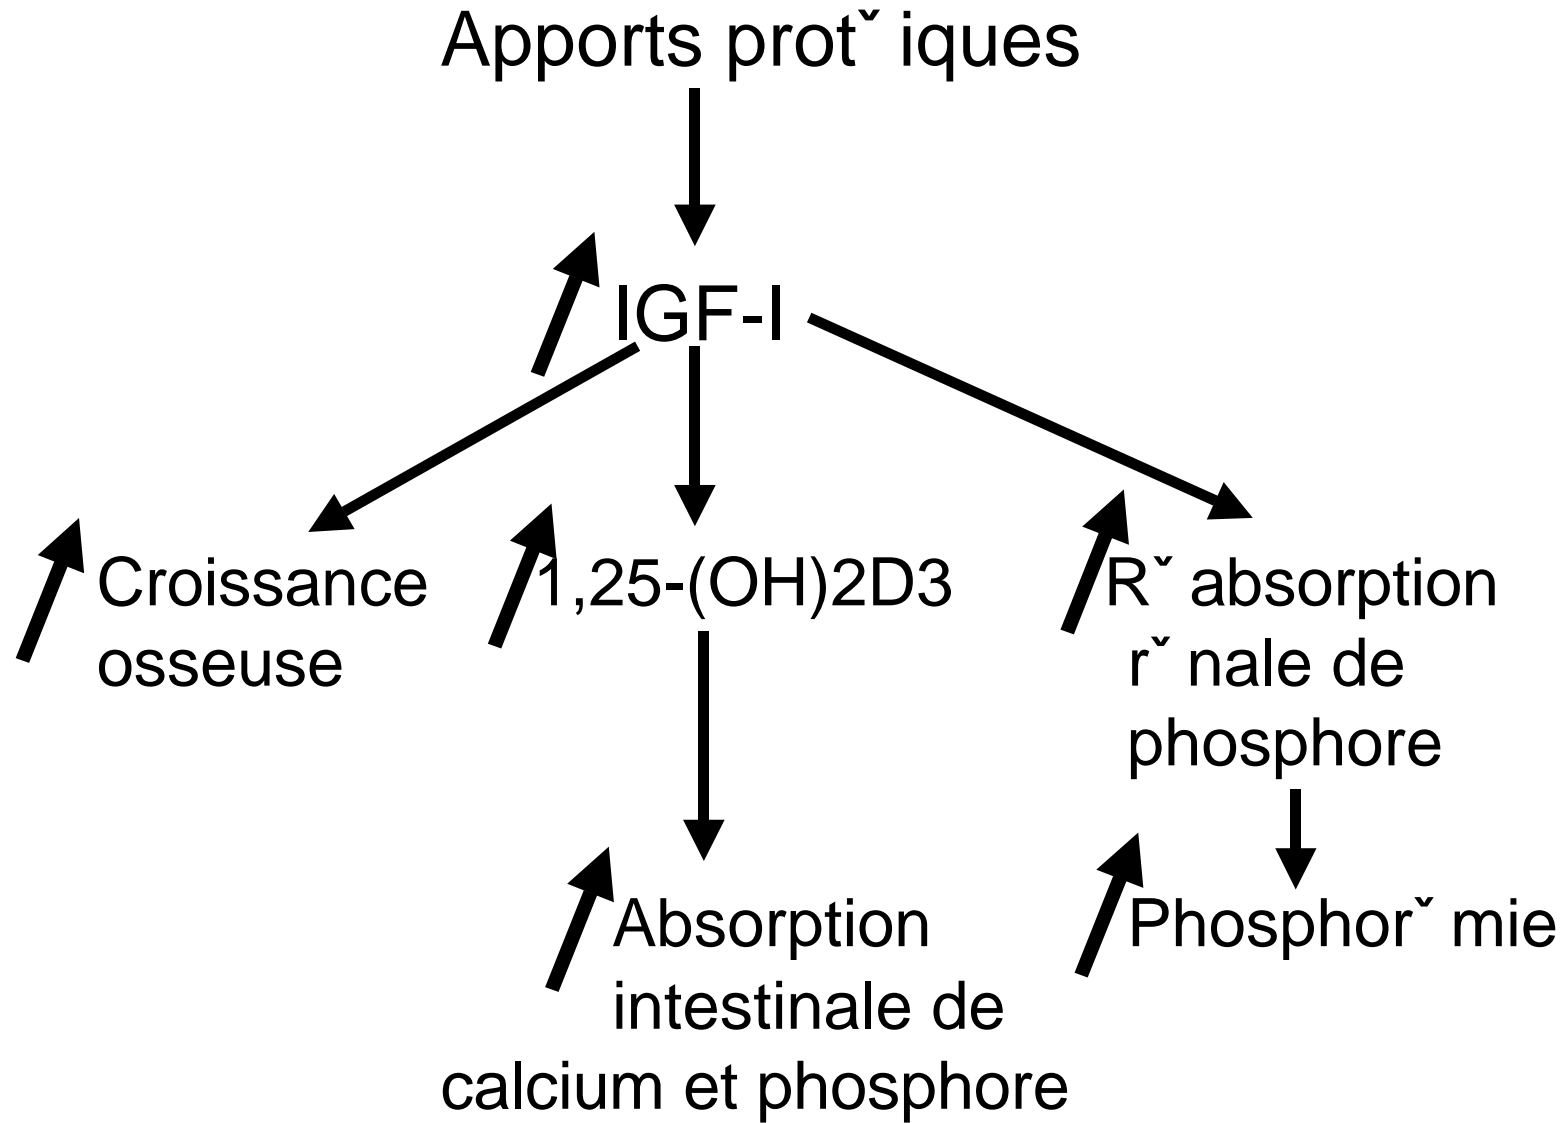 Apports protˇ iques
IGF-I
Croissance
osseuse
1,25-(OH)2D3
Rˇ absorption
rˇ nale de
phosphore
Absorption
intestinale de
calcium et phosphore
Phosphorˇ mie